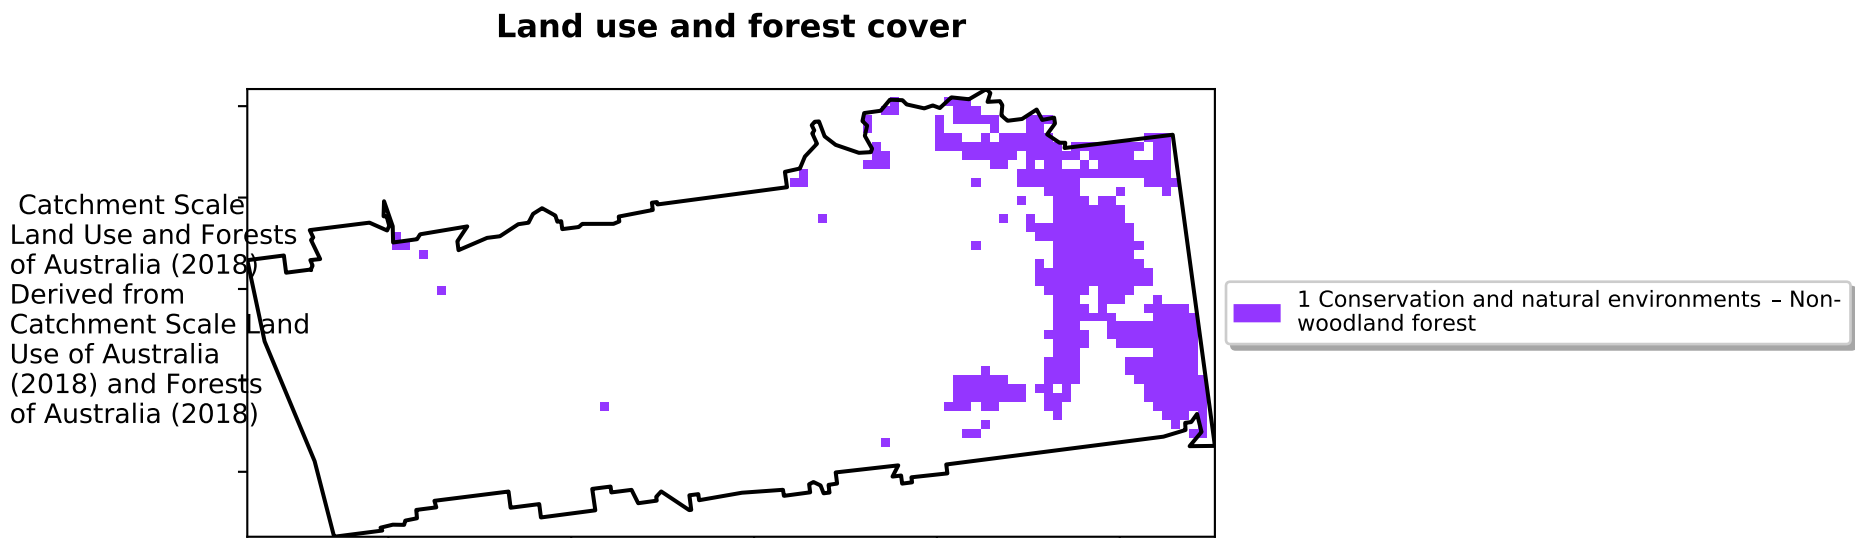 Land use and forest cover
Catchment Scale
Land Use and Forests
of Australia (2018)
Derived from
Catchment Scale Land
Use of Australia
(2018) and Forests
of Australia (2018)
1 Conservation and natural environments – Non-
woodland forest